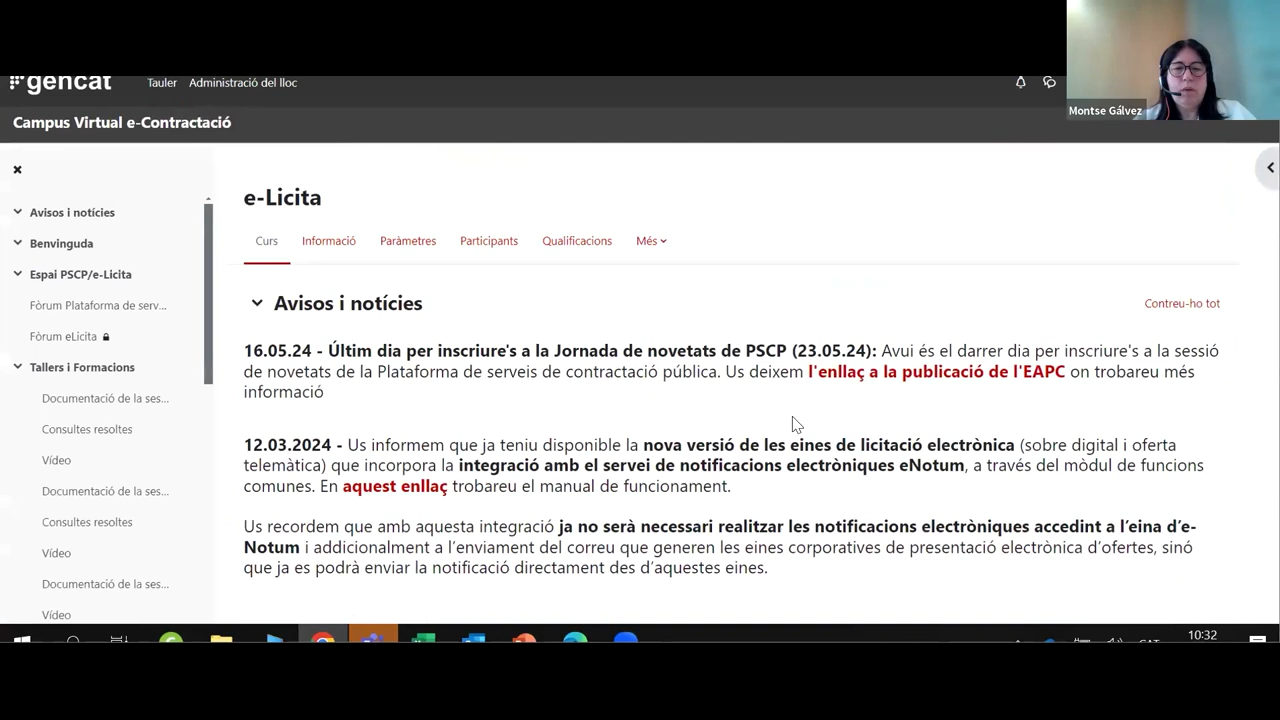 gencat
Tauler
Administració del lloc
Montse Gálvez
Campus Virtual e-Contractació
Avisos i notícies
Benvinguda
Espai PSCP/e-Licita
Fòrum Plataforma de serv...
Fòrum eLicita
Tallers i Formacions
Documentació de la ses...
Consultes resoltes
Vídeo
Documentació de la ses...
Consultes resoltes
Vídeo
Documentació de la ses...
Vídeo
e-Licita
Curs
Informació
Paràmetres
Participants
Qualificacions
Més
Avisos i notícies
Contreu-ho tot
16.05.24 - Últim dia per inscriure's a la Jornada de novetats de PSCP (23.05.24): Avui és el darrer dia per inscriure's a la sessió
de novetats de la Plataforma de serveis de contractació pública. Us deixem l'enllaç a la publicació de l'EAPC on trobareu més
informació
12.03.2024 - Us informem que ja teniu disponible la nova versió de les eines de licitació electrònica (sobre digital i oferta
telemàtica) que incorpora la integració amb el servei de notificacions electròniques eNotum, a través del mòdul de funcions
comunes. En aquest enllaç trobareu el manual de funcionament.
Us recordem que amb aquesta integració ja no serà necessari realitzar les notificacions electròniques accedint a l’eina d’e-
Notum i addicionalment a l’enviament del correu que generen les eines corporatives de presentació electrònica d’ofertes, sinó
que ja es podrà enviar la notificació directament des d’aquestes eines.
10:32